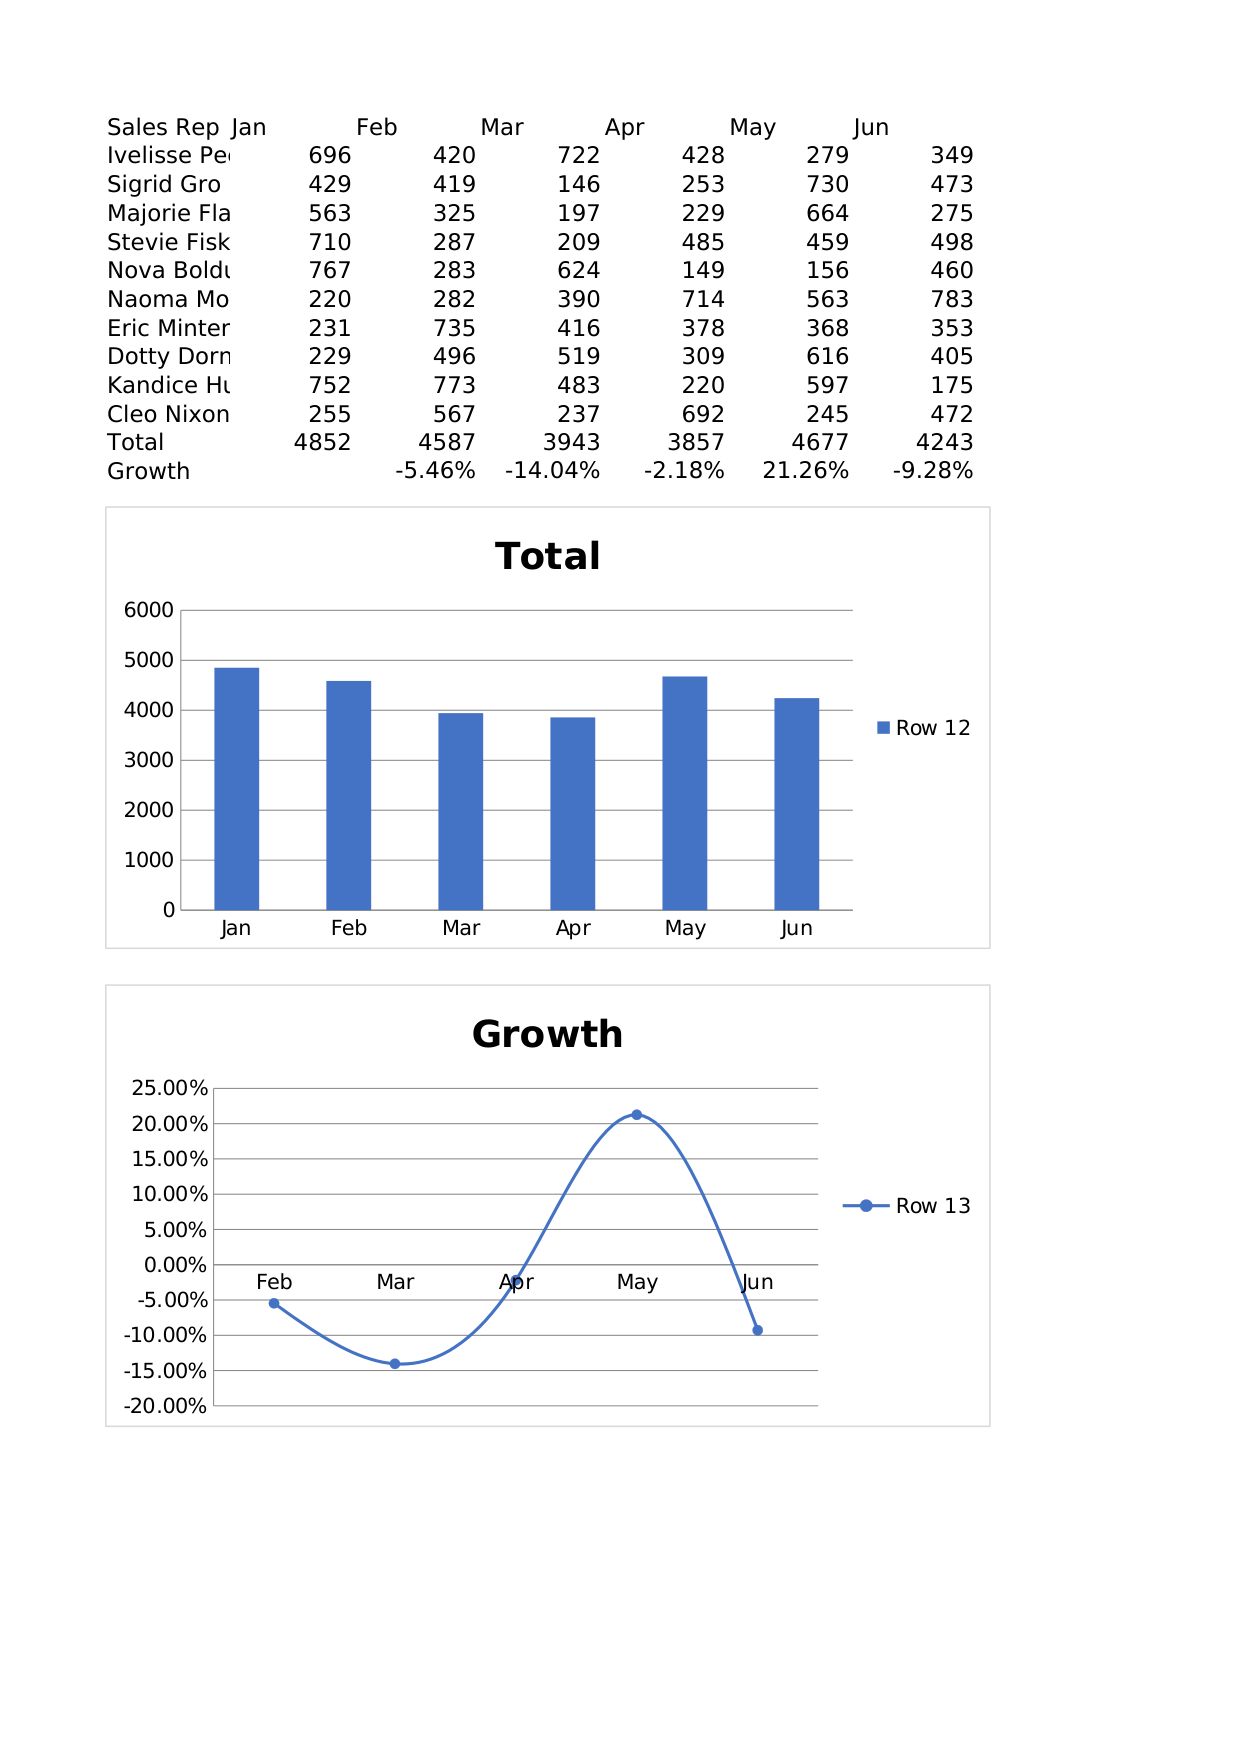 Sales Rep Jan Feb Mar Apr May Jun
Ivelisse Pe 696 420 722 428 279 349
Sigrid Gro 429 419 146 253 730 473
Majorie Fla 563 325 197 229 664 275
Stevie Fisk 710 287 209 485 459 498
Nova Boldu 767 283 624 149 156 460
Naoma Mo 220 282 390 714 563 783
Eric Minter 231 735 416 378 368 353
Dotty Dorn 229 496 519 309 616 405
Kandice Hu 752 773 483 220 597 175
Cleo Nixon 255 567 237 692 245 472
Total 4852 4587 3943 3857 4677 4243
Growth -5.46% -14.04% -2.18% 21.26% -9.28%
Total
6000
5000
4000
3000
2000
1000
0
Jan Feb Mar Apr May Jun
Row 12
Growth
25.00%
20.00%
15.00%
10.00%
5.00%
0.00%
-5.00%
-10.00%
-15.00%
-20.00%
Feb Mar Apr May Jun
Row 13